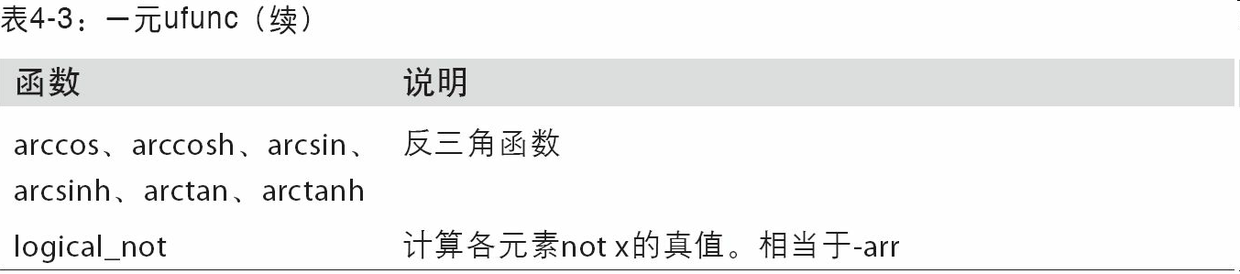 表4-3：一元ufunc（续）
函数 说明
arccos、arccosh、arcsin、 反三角函数
arcsinh、arctan、arctanh
logical_not 计算各元素not x的真值。相当于-arr